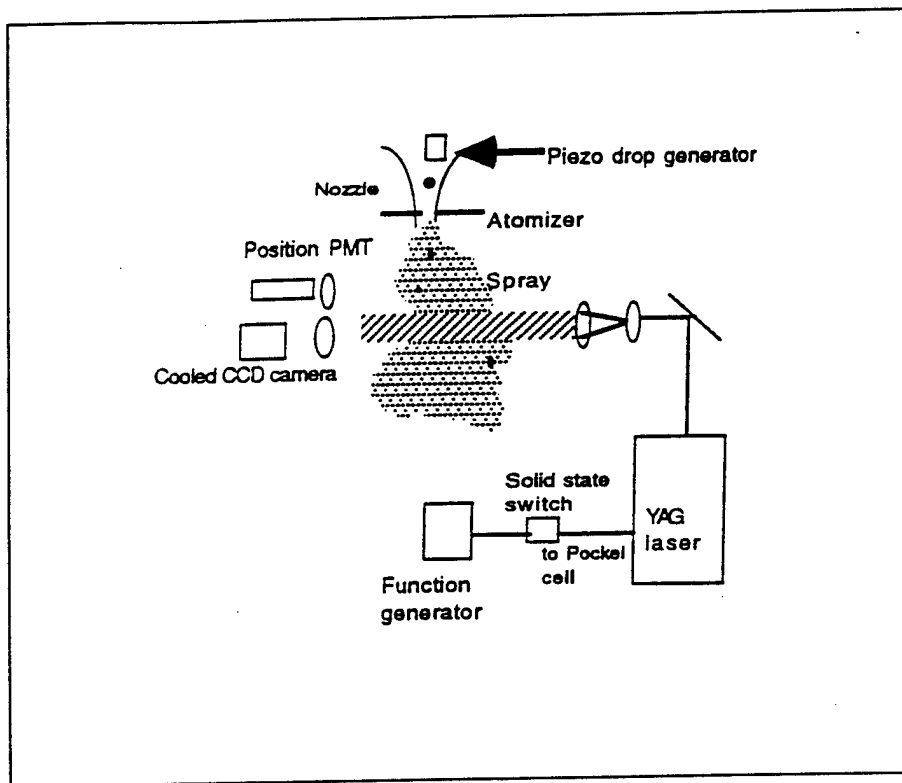 Piezo drop generator
Nozzle
Atomizer
Position PMT
Spray
Cooled CCD camera
Solid state
switch
YAG
laser
to Pockel
cell
Function
generator